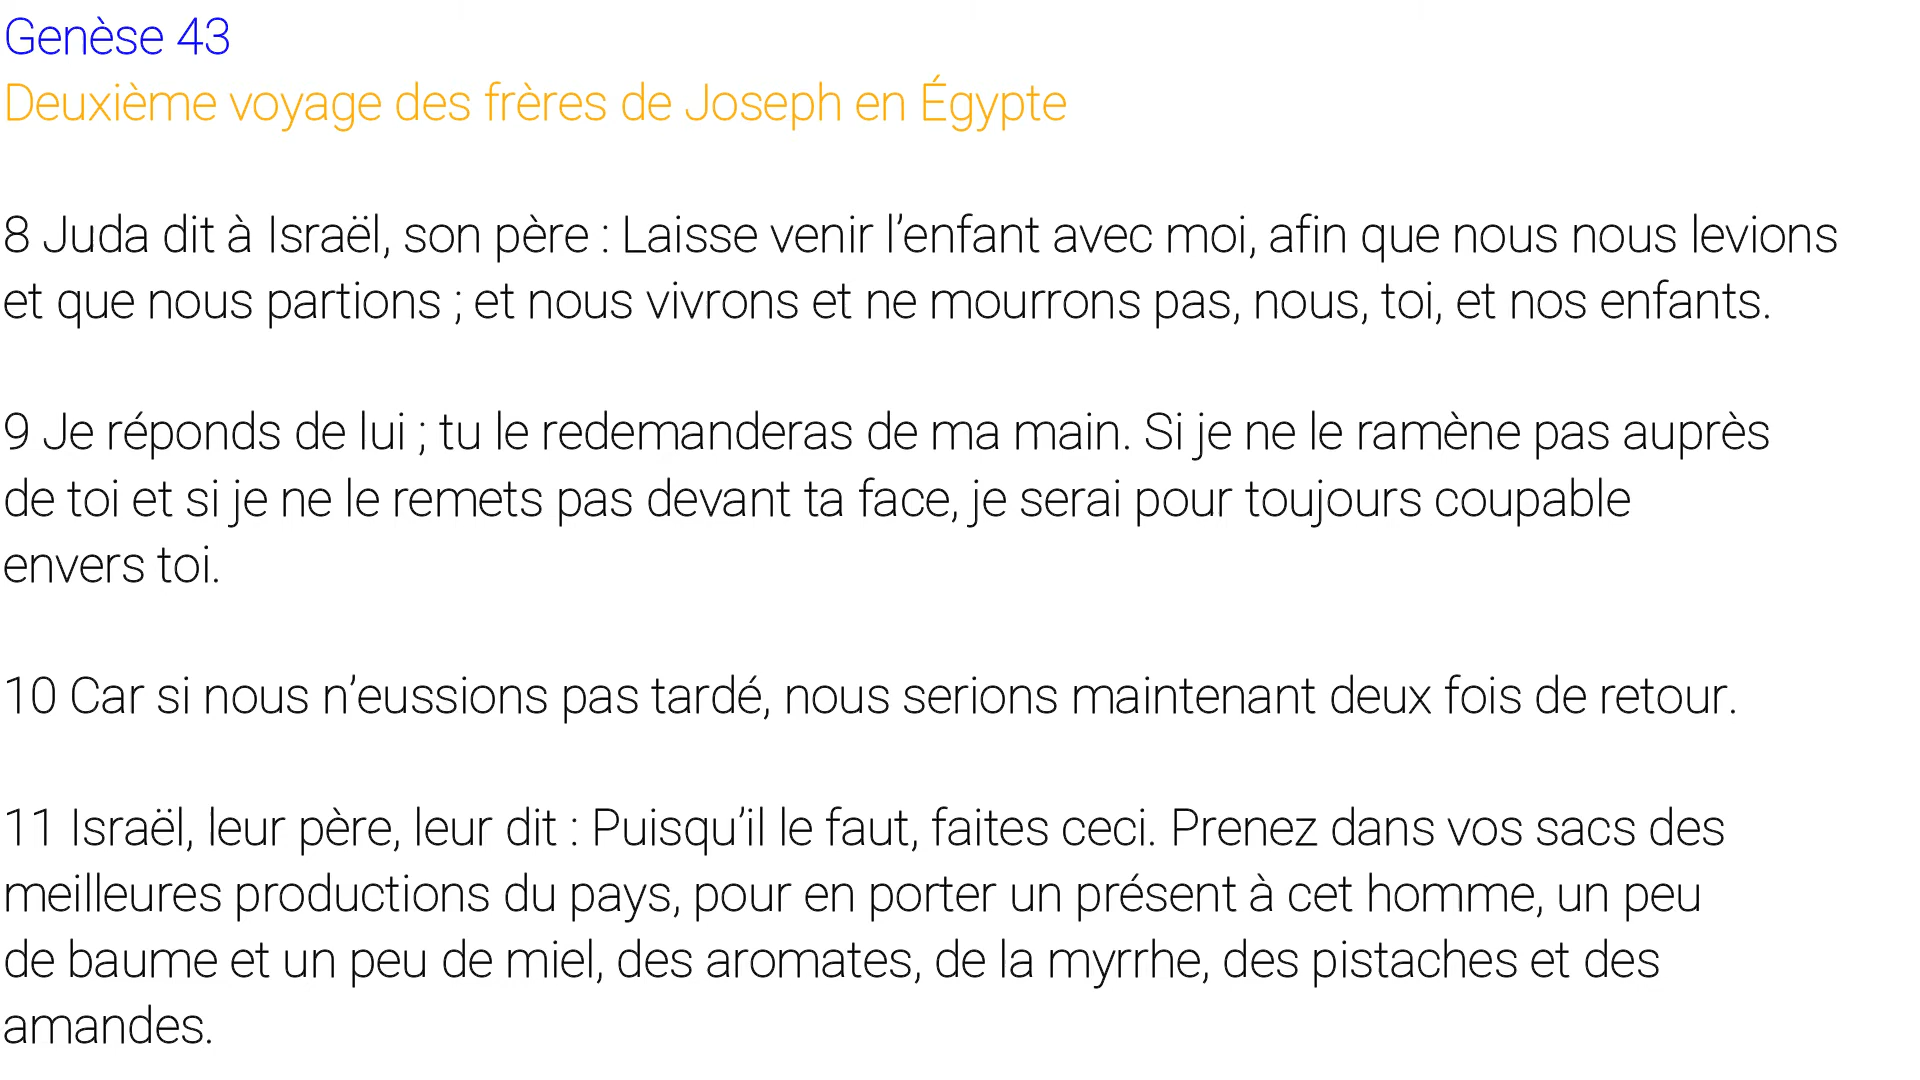 Genèse 43
Deuxième voyage des frères de Joseph en Égypte
8 Juda dit à Israël, son père : Laisse venir l’enfant avec moi, afin que nous nous levions
et que nous partions ; et nous vivrons et ne mourrons pas, nous, toi, et nos enfants.
9 Je réponds de lui ; tu le redemanderas de ma main. Si je ne le ramène pas auprès
de toi et si je ne le remets pas devant ta face, je serai pour toujours coupable
envers toi.
10 Car si nous n’eussions pas tardé, nous serions maintenant deux fois de retour.
11 Israël, leur père, leur dit : Puisqu’il le faut, faites ceci. Prenez dans vos sacs des
meilleures productions du pays, pour en porter un présent à cet homme, un peu
de baume et un peu de miel, des aromates, de la myrrhe, des pistaches et des
amandes.